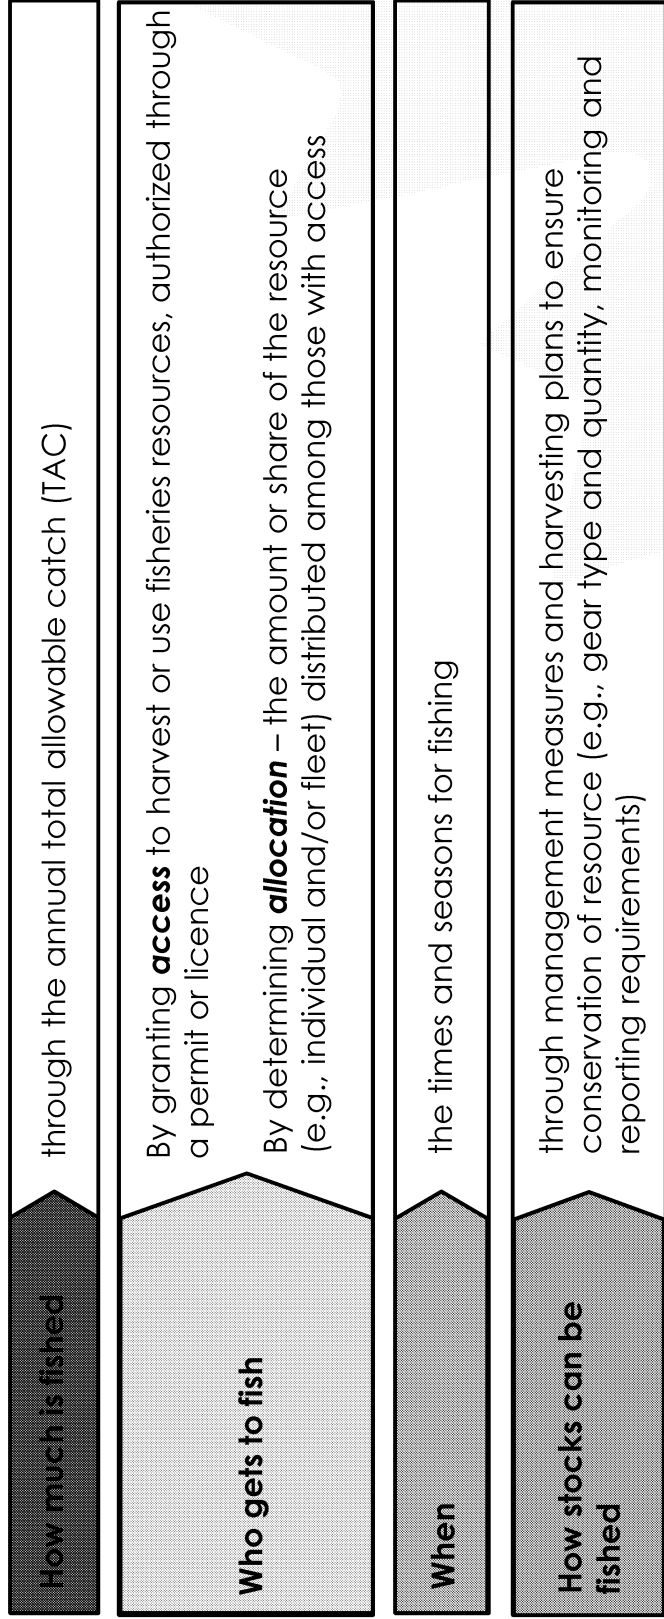 How much is fished
through the annual total allowable catch (TAC)
Who gets to fish
By granting access to harvest or use fisheries resources, authorized through
a permit or licence
By determining allocation – the amount or share of the resource
(e.g., individual and/or fleet) distributed among those with access
When
the times and seasons for fishing
How stocks can be
fished
through management measures and harvesting plans to ensure
conservation of resource (e.g., gear type and quantity, monitoring and
reporting requirements)